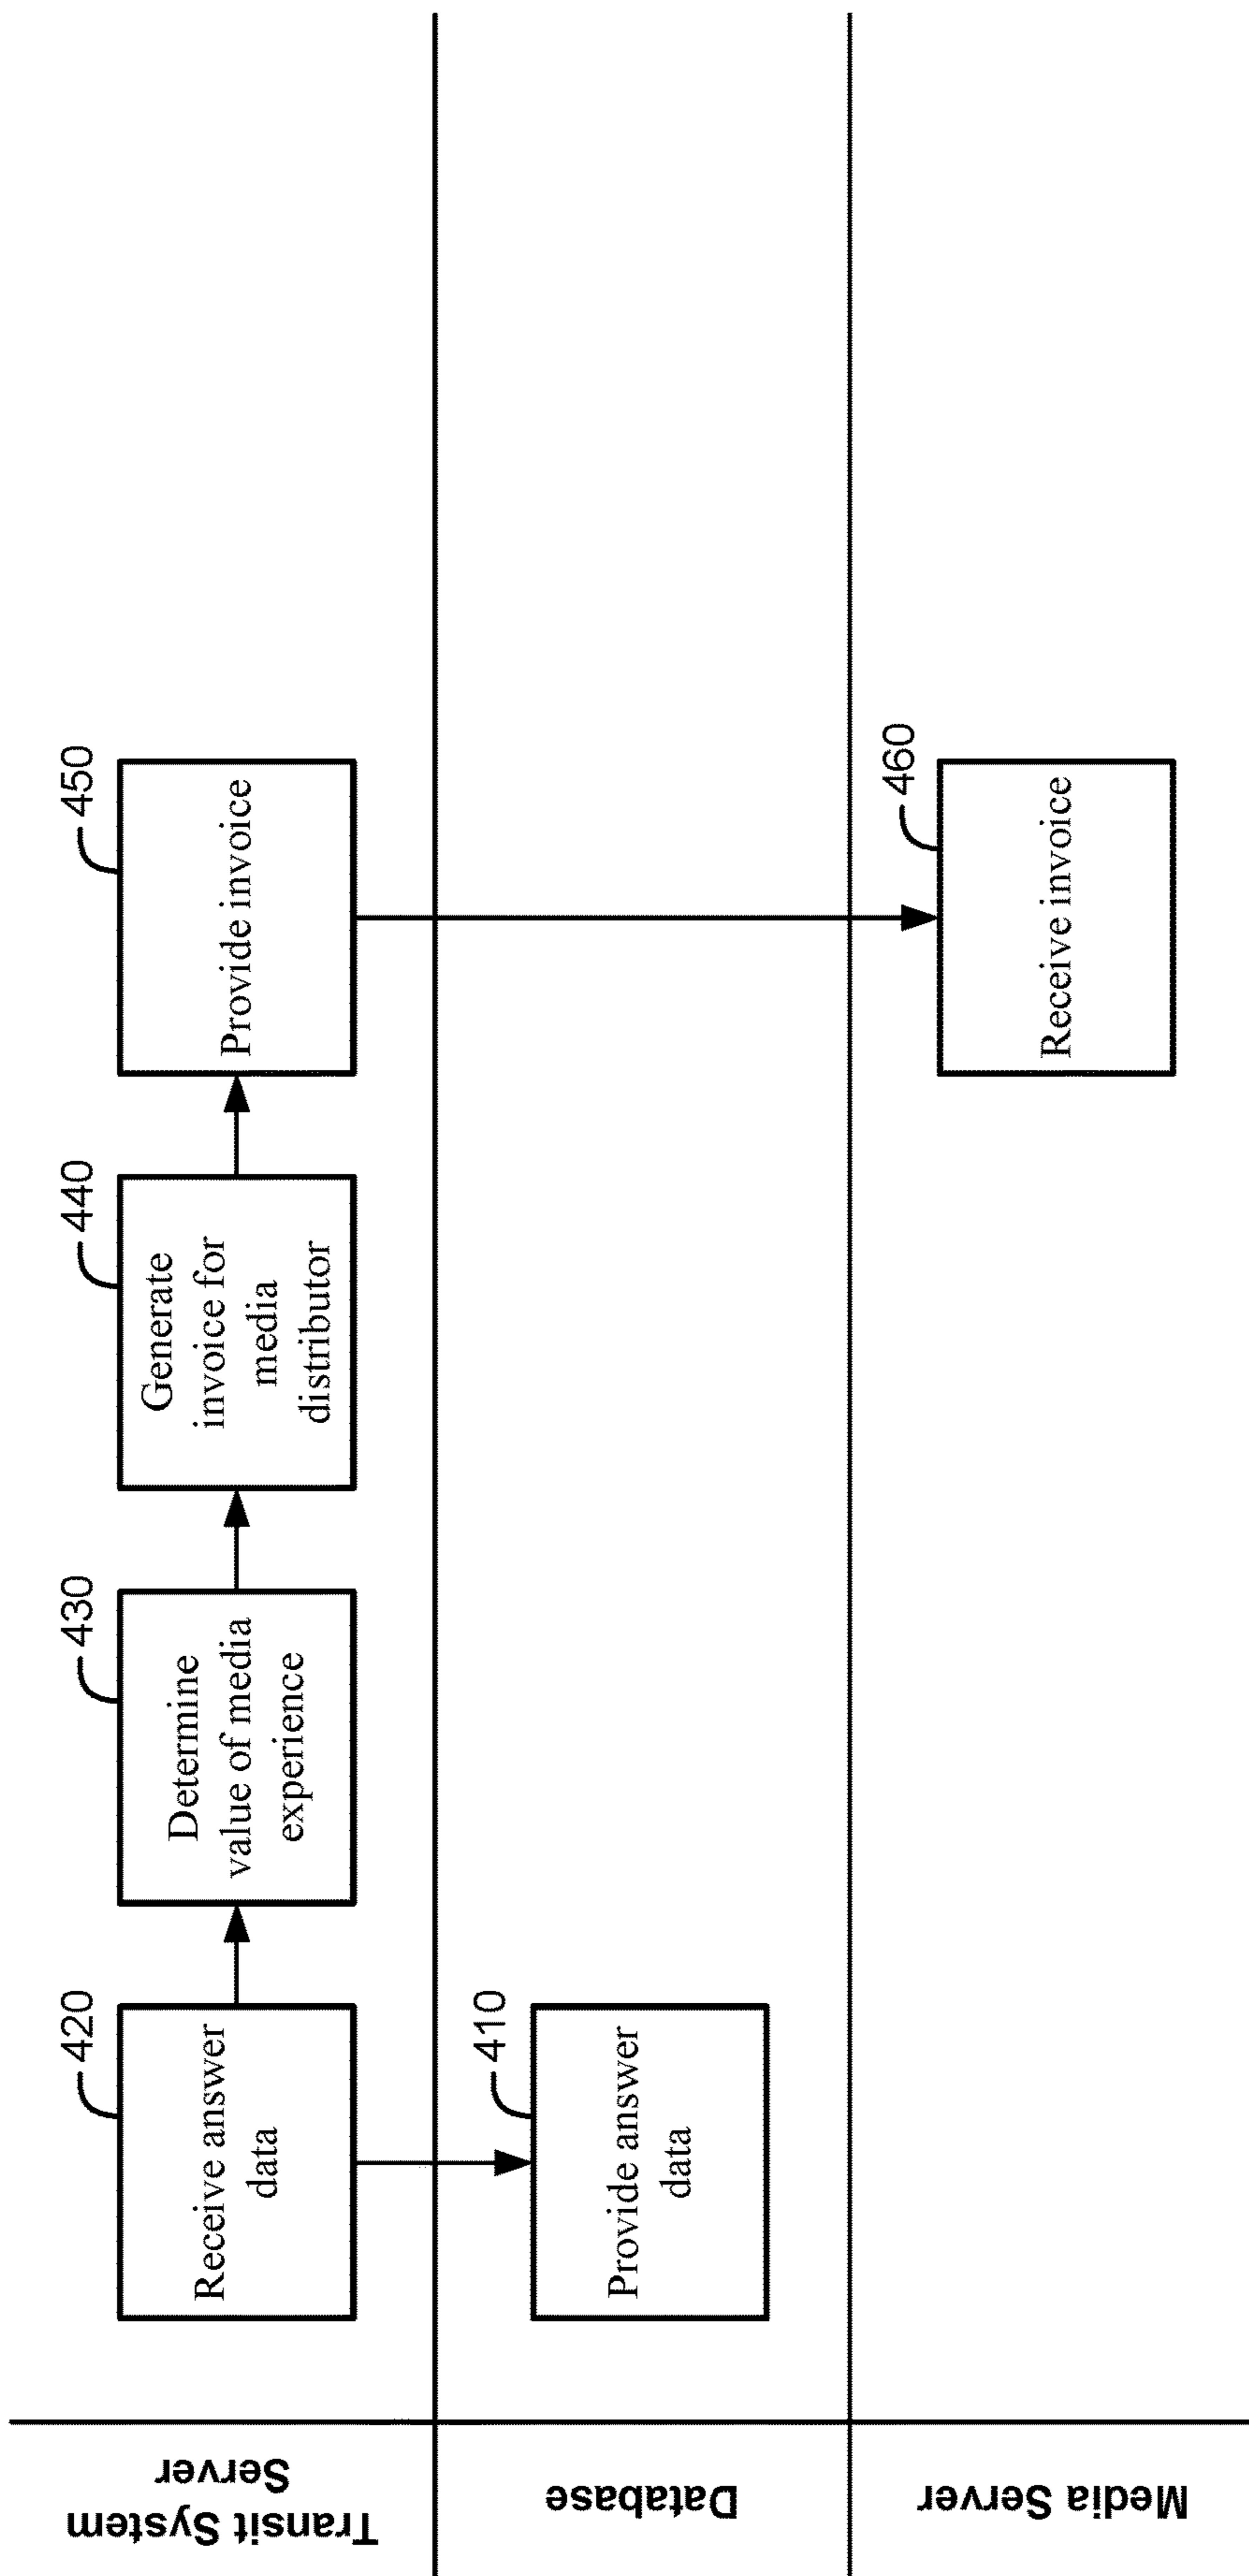 Transit System
Server
420
Receive answer
data
430
Determine
value of media
experience
440
Generate
invoice for
media
distributor
450
Provide invoice
Database
410
Provide answer
data
Media Server
460
Receive invoice